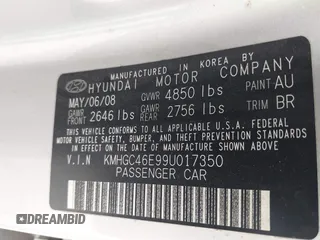 MANUFACTURED IN KOREA BY
HYUNDAI MOTOR COMPANY
MAY/06/08 GVWR 4850 lbs PAINT AU
GAWR FRONT 2646 lbs GAWR REAR 2756 lbs TRIM BR
THIS VEHICLE CONFORMS TO ALL APPLICABLE U.S. FEDERAL
MOTOR VEHICLE SAFETY, BUMPER, AND THEFT PREVENTION
STANDARDS IN EFFECT ON THE DATE OF MANUFACTURE
SHOWN ABOVE.
V.I.N KMHGC46E99U017350
PASSENGER CAR
DREAMBID